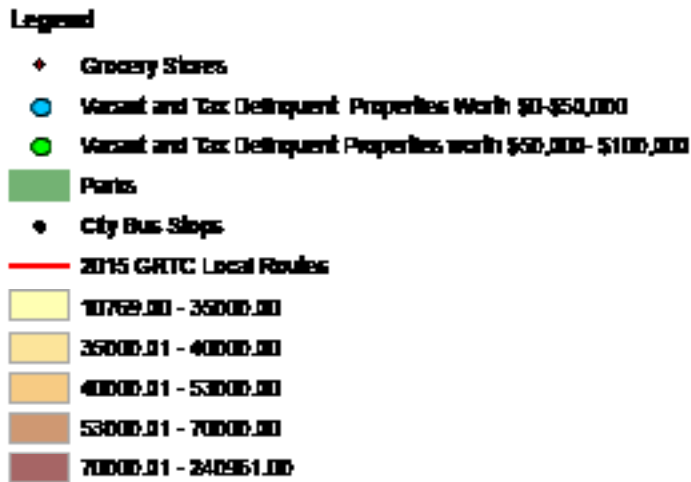 Legend
Grocery Stores
Vacant and Tax Delinquent Properties Worth $0-$50,000
Vacant and Tax Delinquent Properties worth $50,000- $100,000
Parks
City Bus Stops
2015 GRTC Local Routes
10769.00 - 35000.00
35000.01 - 40000.00
40000.01 - 53000.00
53000.01 - 70000.00
70000.01 - 240951.00